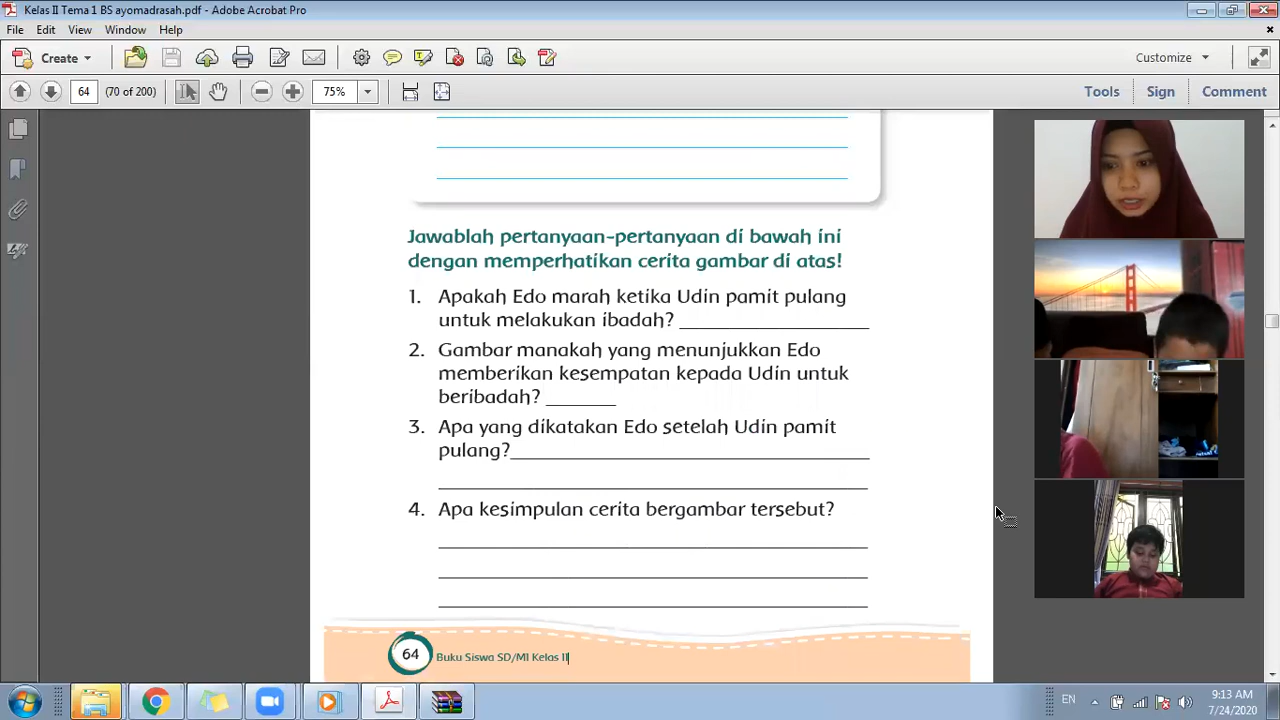 Kelas II Tema 1 BS ayomadrasah.pdf - Adobe Acrobat Pro
File Edit View Window Help
Create Customize
64 (70 of 200) 75% Tools Sign Comment
Jawablah pertanyaan-pertanyaan di bawah ini
dengan memperhatikan cerita gambar di atas!
1. Apakah Edo marah ketika Udin pamit pulang
untuk melakukan ibadah? ____________________
2. Gambar manakah yang menunjukkan Edo
memberikan kesempatan kepada Udin untuk
beribadah? _______
3. Apa yang dikatakan Edo setelah Udin pamit
pulang?______________________________________
4. Apa kesimpulan cerita bergambar tersebut?
64 Buku Siswa SD/MI Kelas II
EN 9:13 AM
7/24/2020